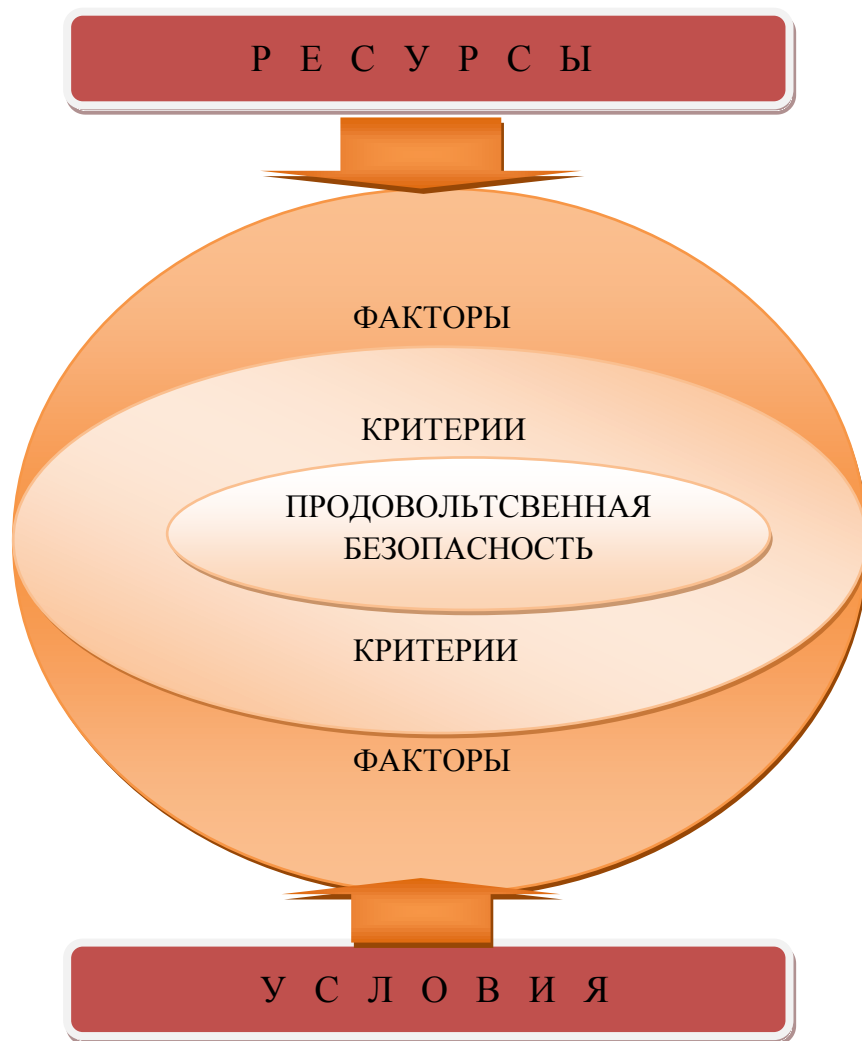 Р Е С У Р С Ы
ФАКТОРЫ
КРИТЕРИИ
ПРОДОВОЛЬТСВЕННАЯ
БЕЗОПАСНОСТЬ
КРИТЕРИИ
ФАКТОРЫ
У С Л О В И Я